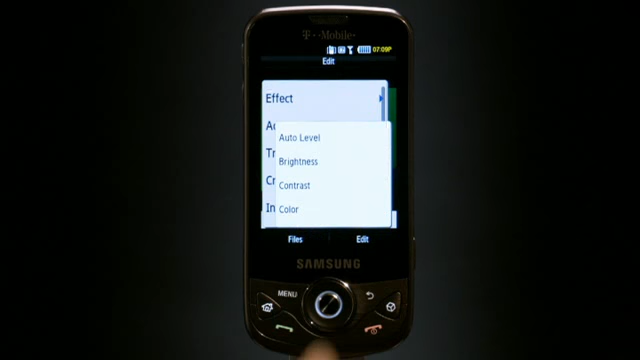 T··Mobile·
07:09P
Edit
Effect
Auto Level
Brightness
Contrast
Color
Files
Edit
SAMSUNG
MENU